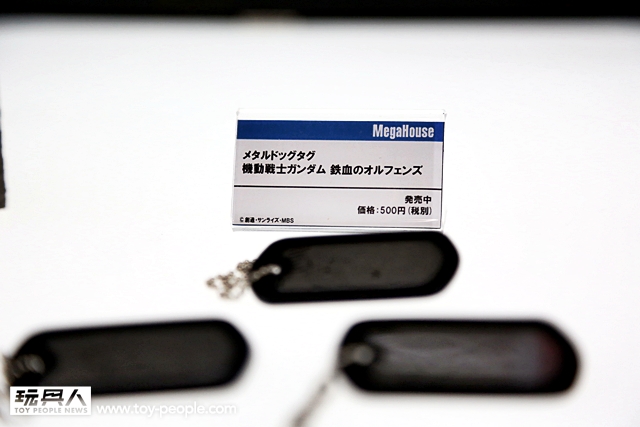 MegaHouse
メタルドッグタグ
機動戦士ガンダム 鉄血のオルフェンズ
発売中
価格：500円（税別）
© 創通・サンライズ・MBS
玩具人
TOY PEOPLE NEWS
www.toy-people.com